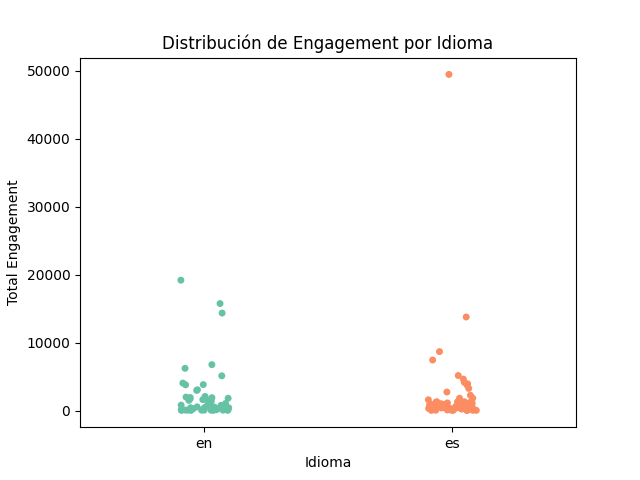 Distribución de Engagement por Idioma
Total Engagement
50000
40000
30000
20000
10000
0
en
es
Idioma